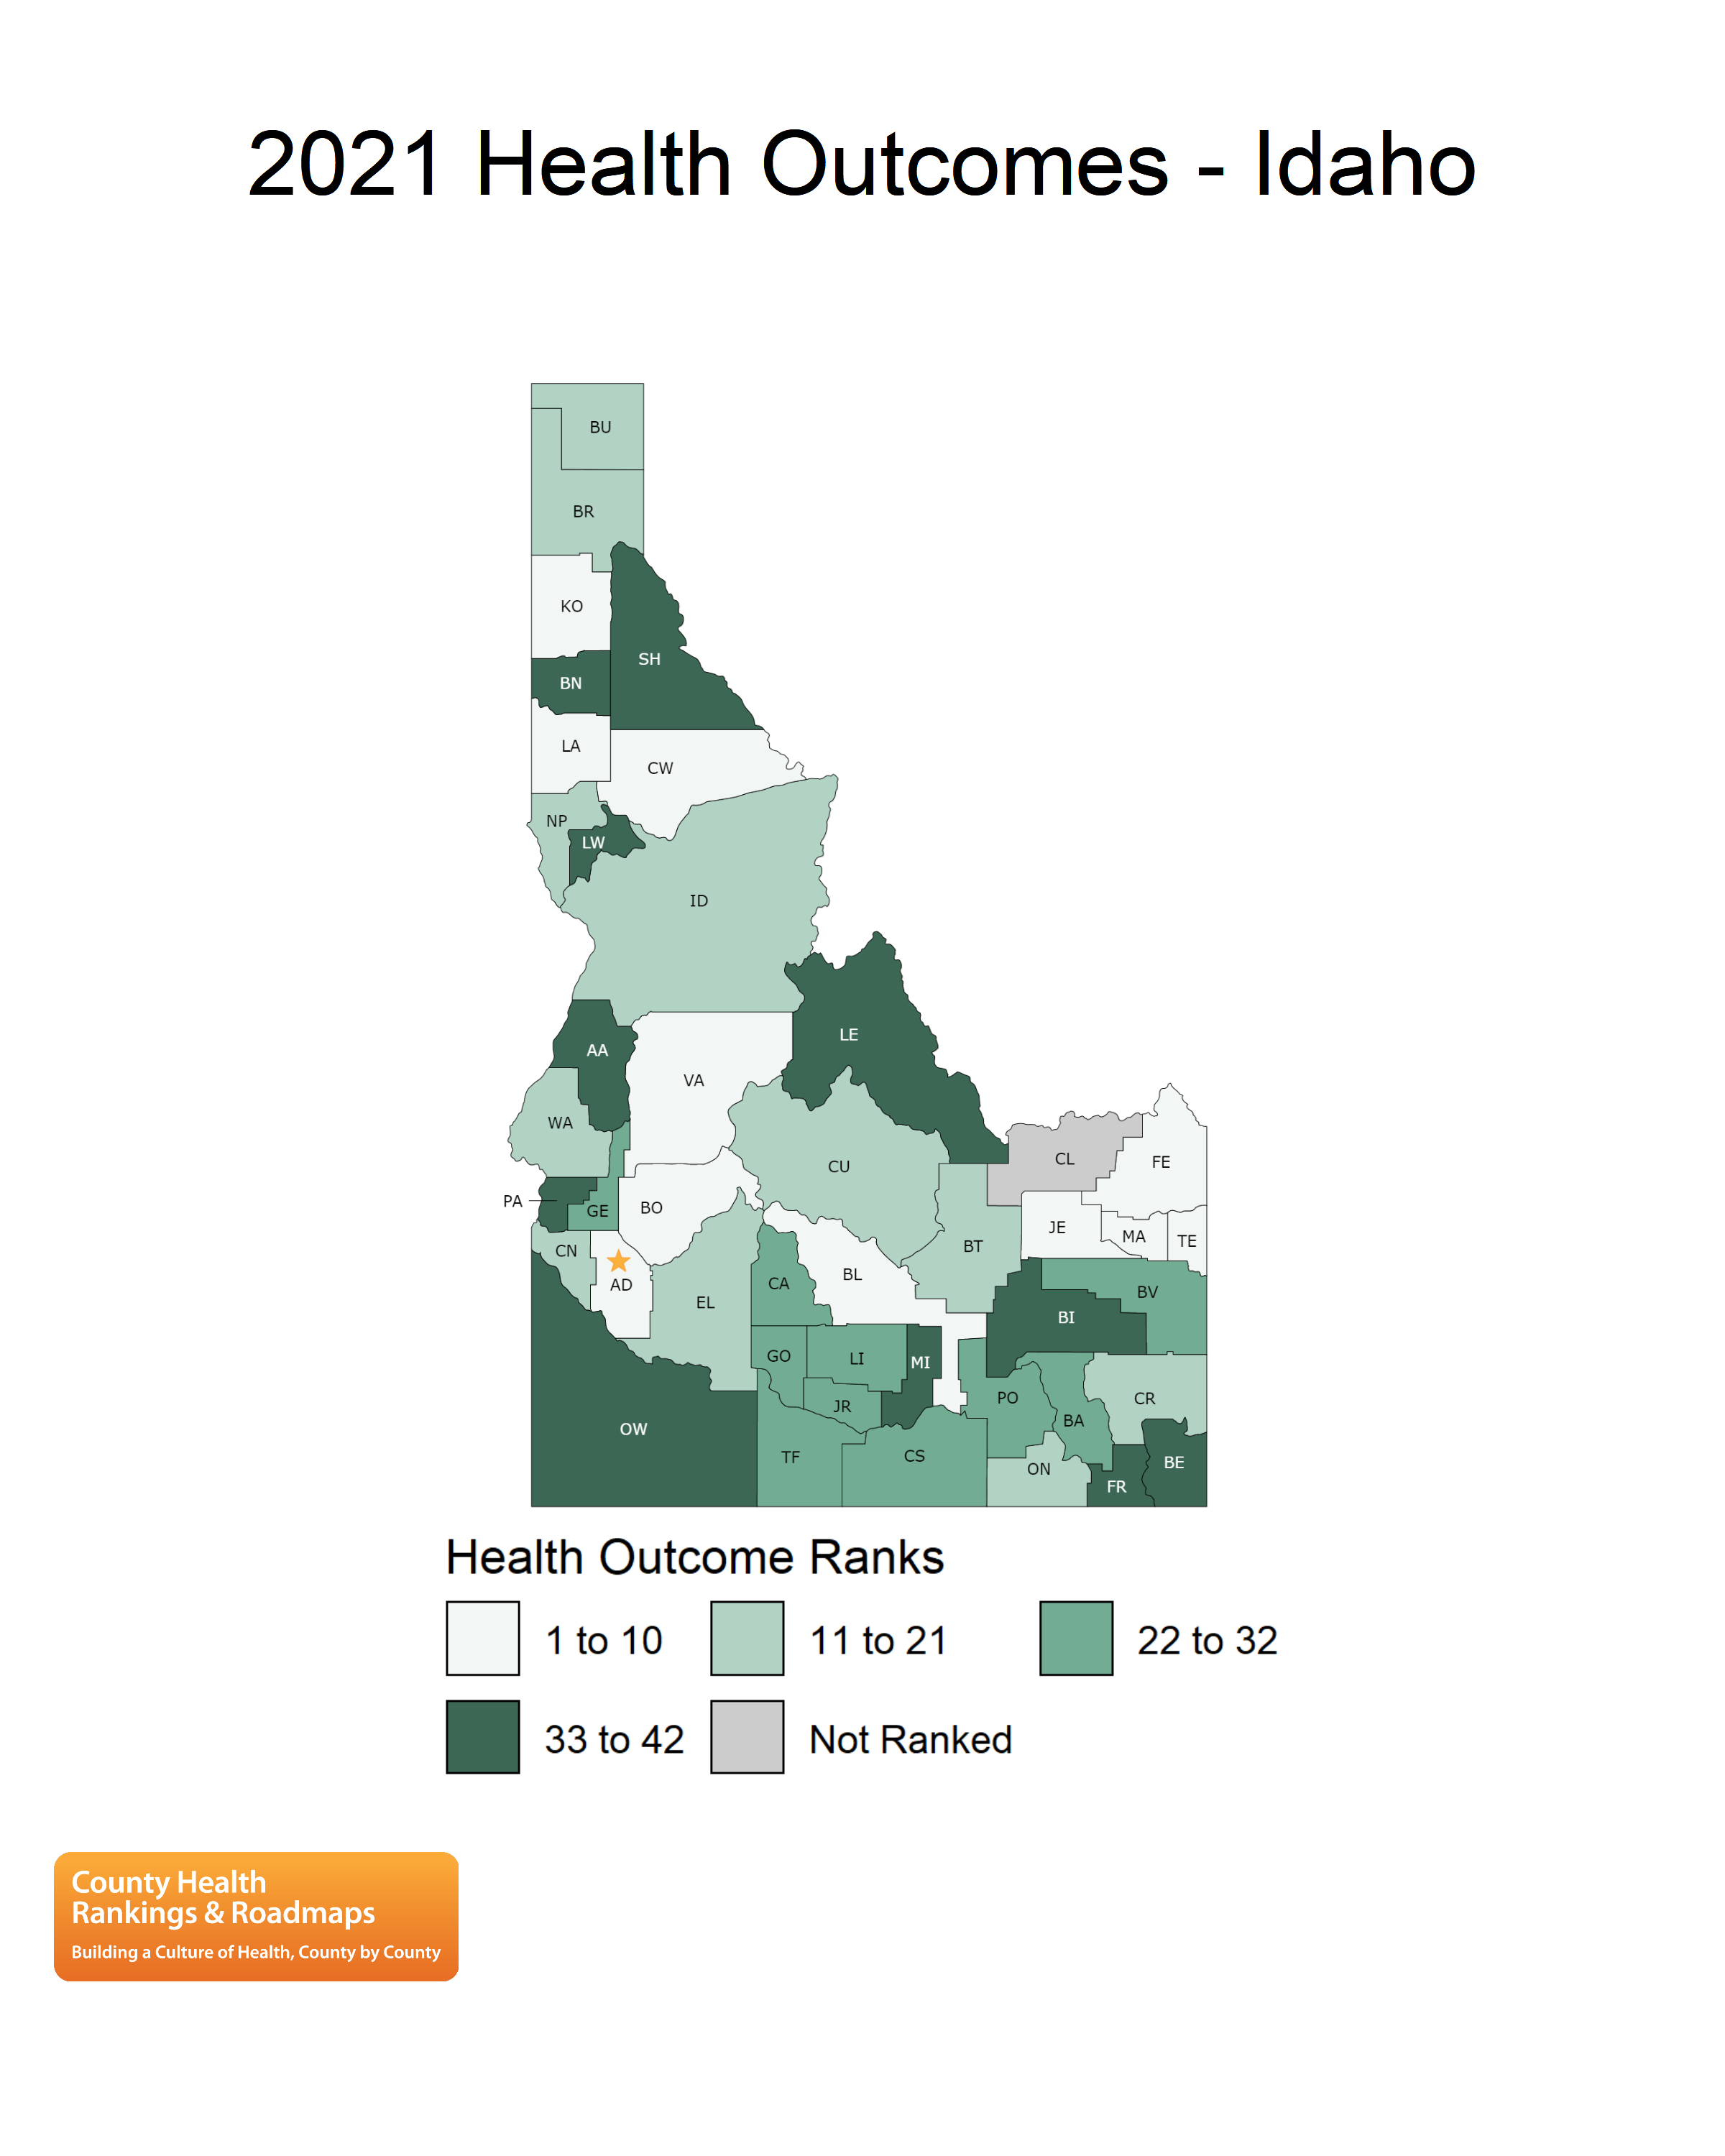 2021 Health Outcomes - Idaho
BU
BR
KO
SH
BN
LA
CW
NP
LW
ID
LE
AA
VA
WA
CU
CL
FE
PA
GE
BO
JE
MA
TE
CN
BT
AD
BL
CA
BV
EL
BI
GO
LI
MI
JR
PO
CR
BA
OW
TF
CS
ON
BE
FR
Health Outcome Ranks
1 to 10
11 to 21
22 to 32
33 to 42
Not Ranked
County Health
Rankings & Roadmaps
Building a Culture of Health, County by County